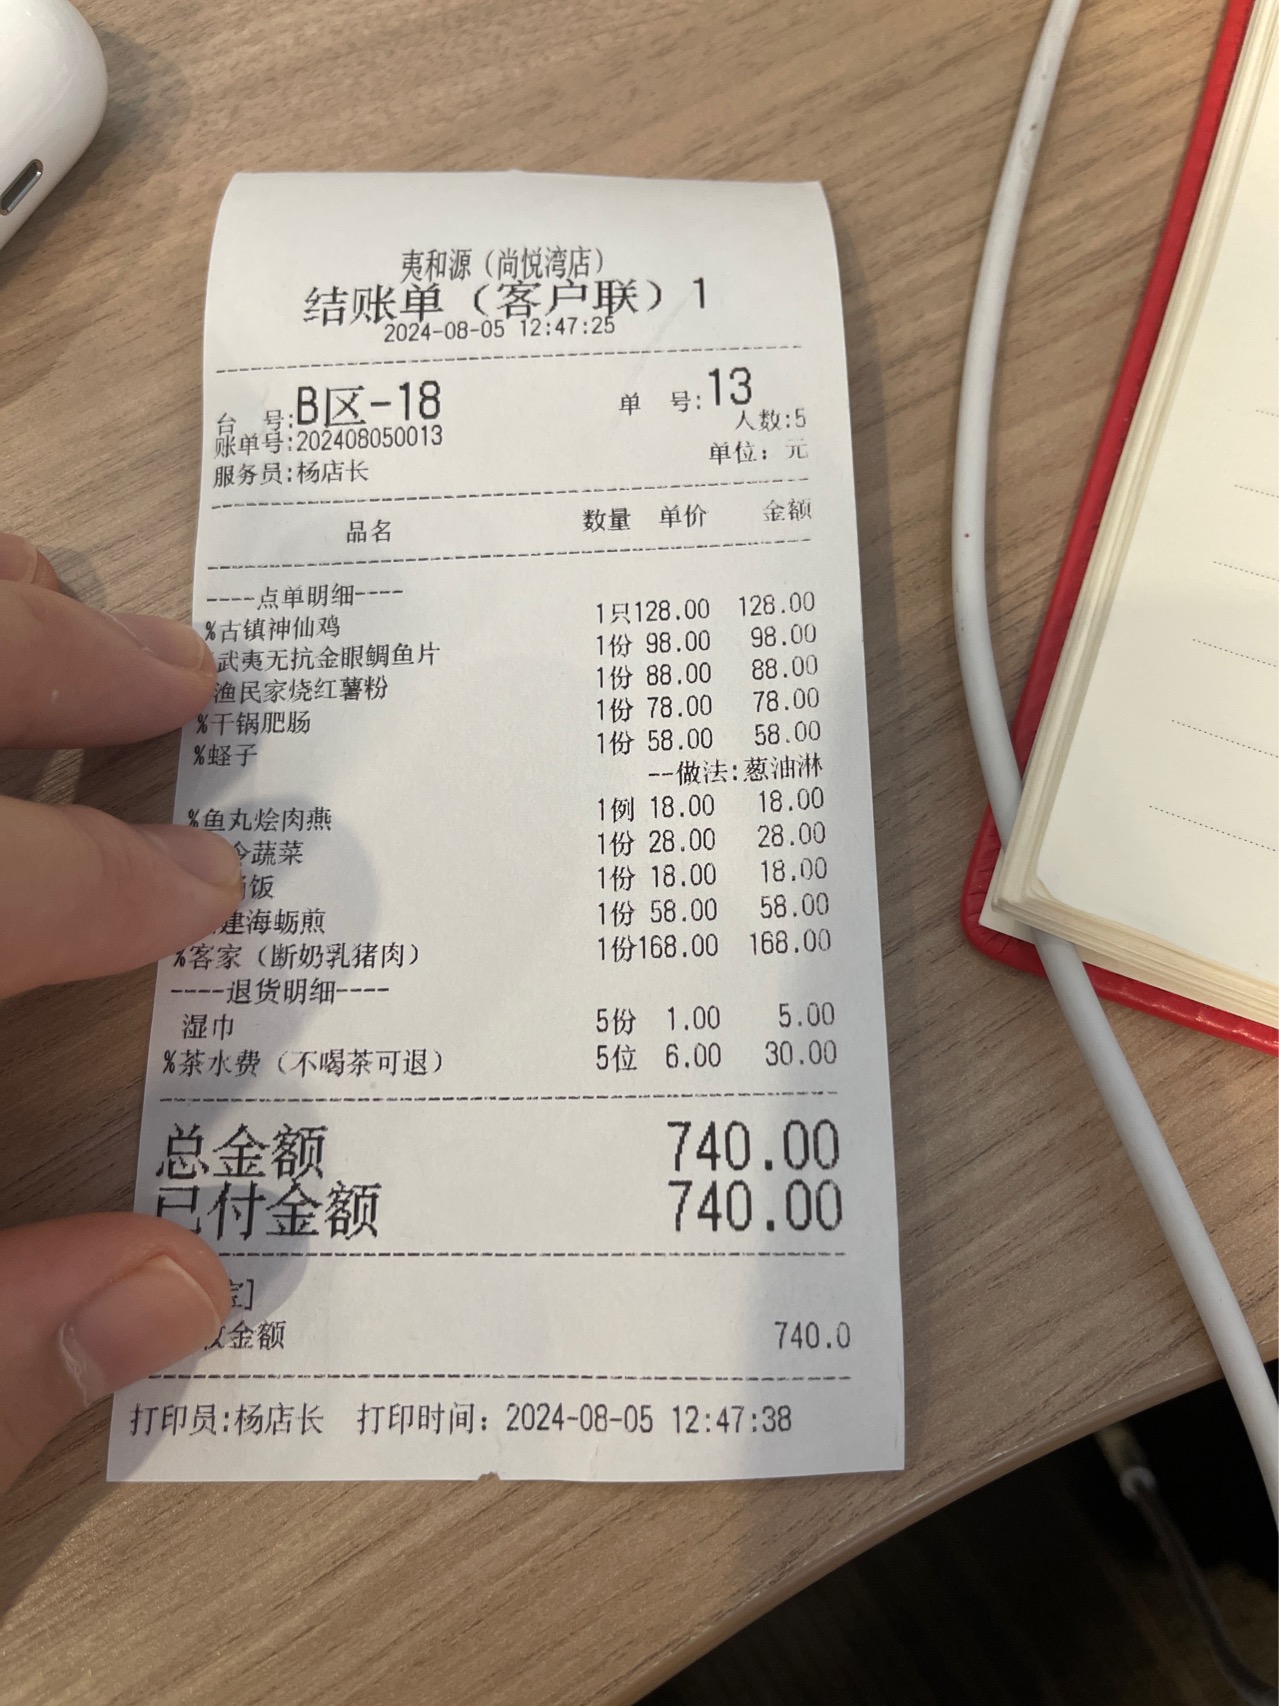 夷和源（尚悦湾店）
结账单（客户联）1
2024-08-05 12:47:25
台 号:B区-18 单 号:13
账单号:202408050013 人数:5
服务员:杨店长 单位：元
品名 数量 单价 金额
----点单明细----
%古镇神仙鸡 1只128.00 128.00
武夷无抗金眼鲷鱼片 1份 98.00 98.00
渔民家烧红薯粉 1份 88.00 88.00
%干锅肥肠 1份 78.00 78.00
%蛏子 1份 58.00 58.00
--做法:葱油淋
%鱼丸烩肉燕 1例 18.00 18.00
令蔬菜 1份 28.00 28.00
饭 1份 18.00 18.00
建海蛎煎 1份 58.00 58.00
%客家（断奶乳猪肉） 1份168.00 168.00
----退货明细----
湿巾 5份 1.00 5.00
%茶水费（不喝茶可退） 5位 6.00 30.00
总金额 740.00
已付金额 740.00
宝]
金额 740.0
打印员:杨店长 打印时间：2024-08-05 12:47:38